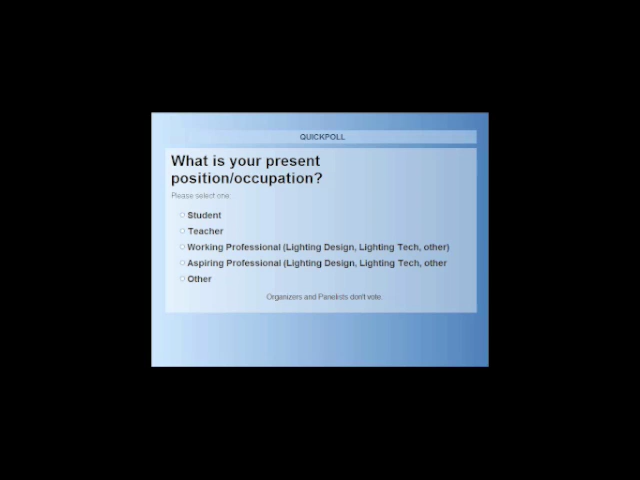 QUICKPOLL
What is your present
position/occupation?
Please select one:
Student
Teacher
Working Professional (Lighting Design, Lighting Tech, other)
Aspiring Professional (Lighting Design, Lighting Tech, other
Other
Organizers and Panelists don't vote.